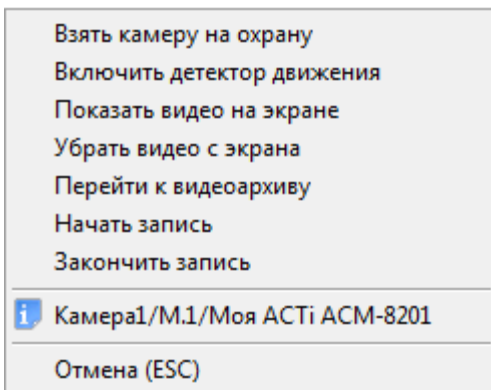 Взять камеру на охрану
Включить детектор движения
Показать видео на экране
Убрать видео с экрана
Перейти к видеоархиву
Начать запись
Закончить запись
Камера1/М.1/Моя ACTi ACM-8201
Отмена (ESC)